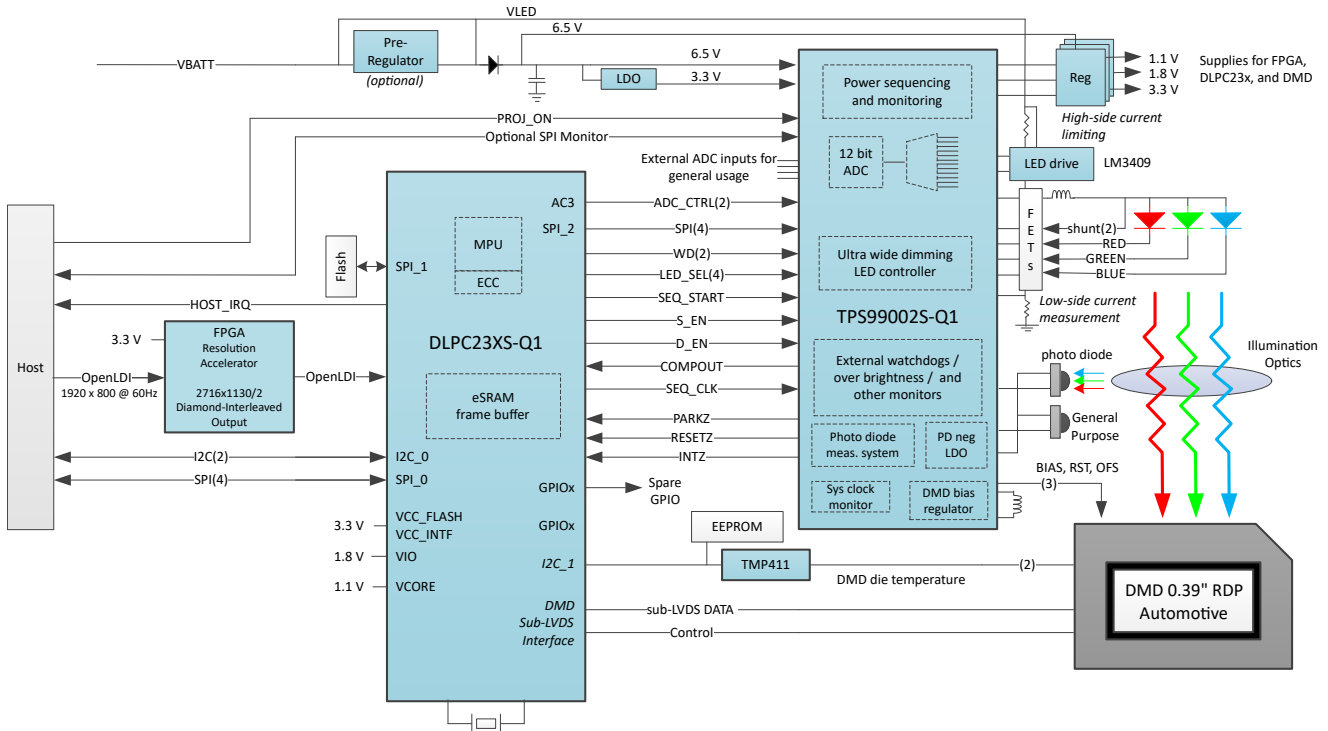 VLED
6.5 V
Pre-
Regulator
(optional)
VBATT
LDO
6.5 V
3.3 V
PROJ_ON
Optional SPI Monitor
Power sequencing
and monitoring
12 bit
ADC
External ADC inputs for
general usage
Reg
1.1 V
1.8 V
3.3 V
Supplies for FPGA,
DLPC23x, and DMD
High-side current
limiting
LED drive
LM3409
FETs
shunt(2)
RED
GREEN
BLUE
Low-side current
measurement
Host
Flash
SPI_1
HOST_IRQ
3.3 V
FPGA
Resolution
Accelerator
2716x1130/2
Diamond-Interleaved
Output
OpenLDI
1920 x 800 @ 60Hz
OpenLDI
I2C(2)
SPI(4)
I2C_0
SPI_0
3.3 V
VCC_FLASH
VCC_INTF
1.8 V
VIO
1.1 V
VCORE
MPU
ECC
DLPC23XS-Q1
eSRAM
frame buffer
AC3
SPI_2
GPIOx
GPIOx
I2C_1
DMD
Sub-LVDS
Interface
ADC_CTRL(2)
SPI(4)
WD(2)
LED_SEL(4)
SEQ_START
S_EN
D_EN
COMPOUT
SEQ_CLK
PARKZ
RESETZ
INTZ
Spare
GPIO
Ultra wide dimming
LED controller
TPS99002S-Q1
External watchdogs /
over brightness / and
other monitors
Photo diode
meas. system
PD neg
LDO
Sys clock
monitor
DMD bias
regulator
photo diode
General
Purpose
Illumination
Optics
BIAS, RST, OFS
(3)
EEPROM
TMP411
DMD die temperature
(2)
sub-LVDS DATA
Control
DMD 0.39" RDP
Automotive